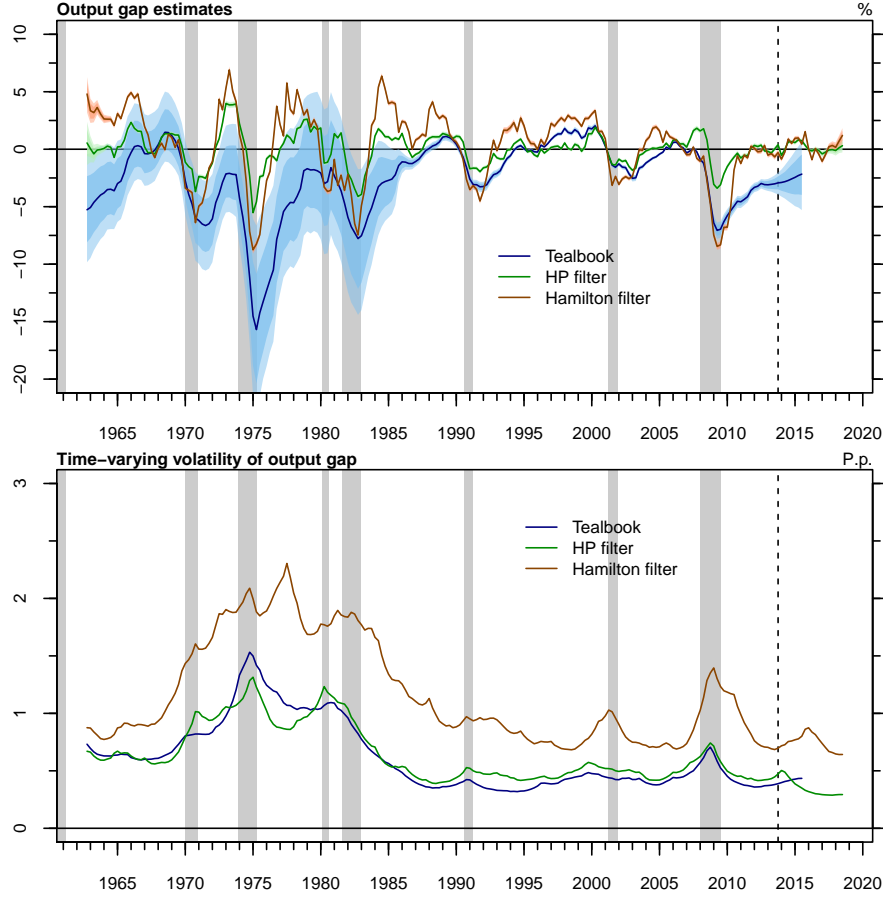 Output gap estimates %
10
5
0
−5
−10
−15
−20
Tealbook
HP filter
Hamilton filter
1965 1970 1975 1980 1985 1990 1995 2000 2005 2010 2015 2020
Time−varying volatility of output gap P.p.
3
2
1
0
Tealbook
HP filter
Hamilton filter
1965 1970 1975 1980 1985 1990 1995 2000 2005 2010 2015 2020